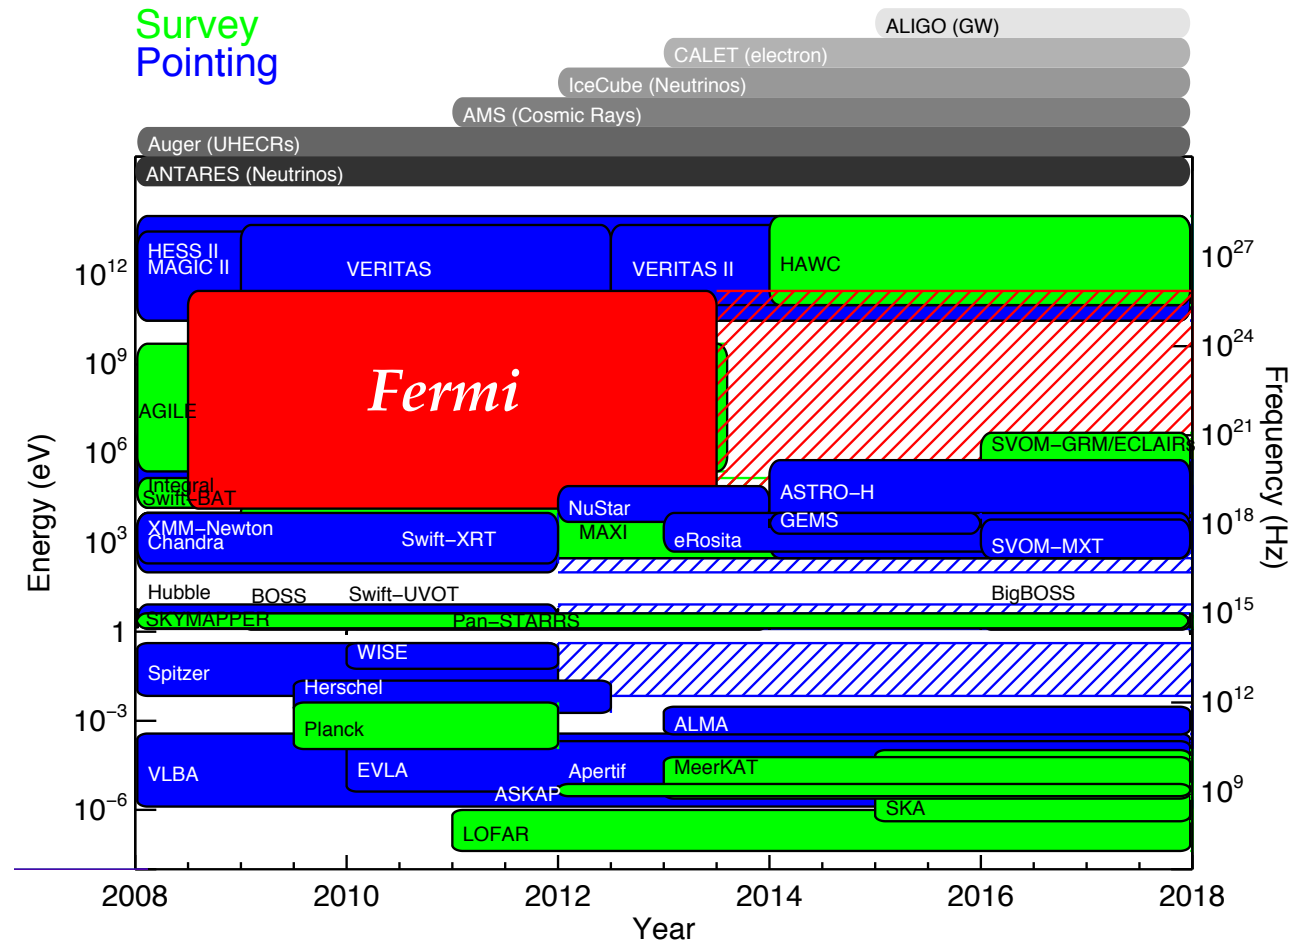 Survey
Pointing
ALIGO (GW)
CALET (electron)
IceCube (Neutrinos)
AMS (Cosmic Rays)
Auger (UHECRs)
ANTARES (Neutrinos)
HESS II
MAGIC II
VERITAS
VERITAS II
HAWC
Fermi
AGILE
SVOM−GRM/ECLAIRs
Integral
Swift−BAT
ASTRO−H
NuStar
GEMS
XMM−Newton
Chandra
Swift−XRT
MAXI
eRosita
SVOM−MXT
Hubble
BOSS
Swift−UVOT
BigBOSS
SKYMAPPER
Pan−STARRS
WISE
Spitzer
Herschel
Planck
ALMA
VLBA
EVLA
Apertif
MeerKAT
ASKAP
SKA
LOFAR
10^12
10^9
10^6
10^3
1
10^−3
10^−6
Energy (eV)
10^27
10^24
10^21
10^18
10^15
10^12
10^9
Frequency (Hz)
2008 2010 2012 2014 2016 2018
Year